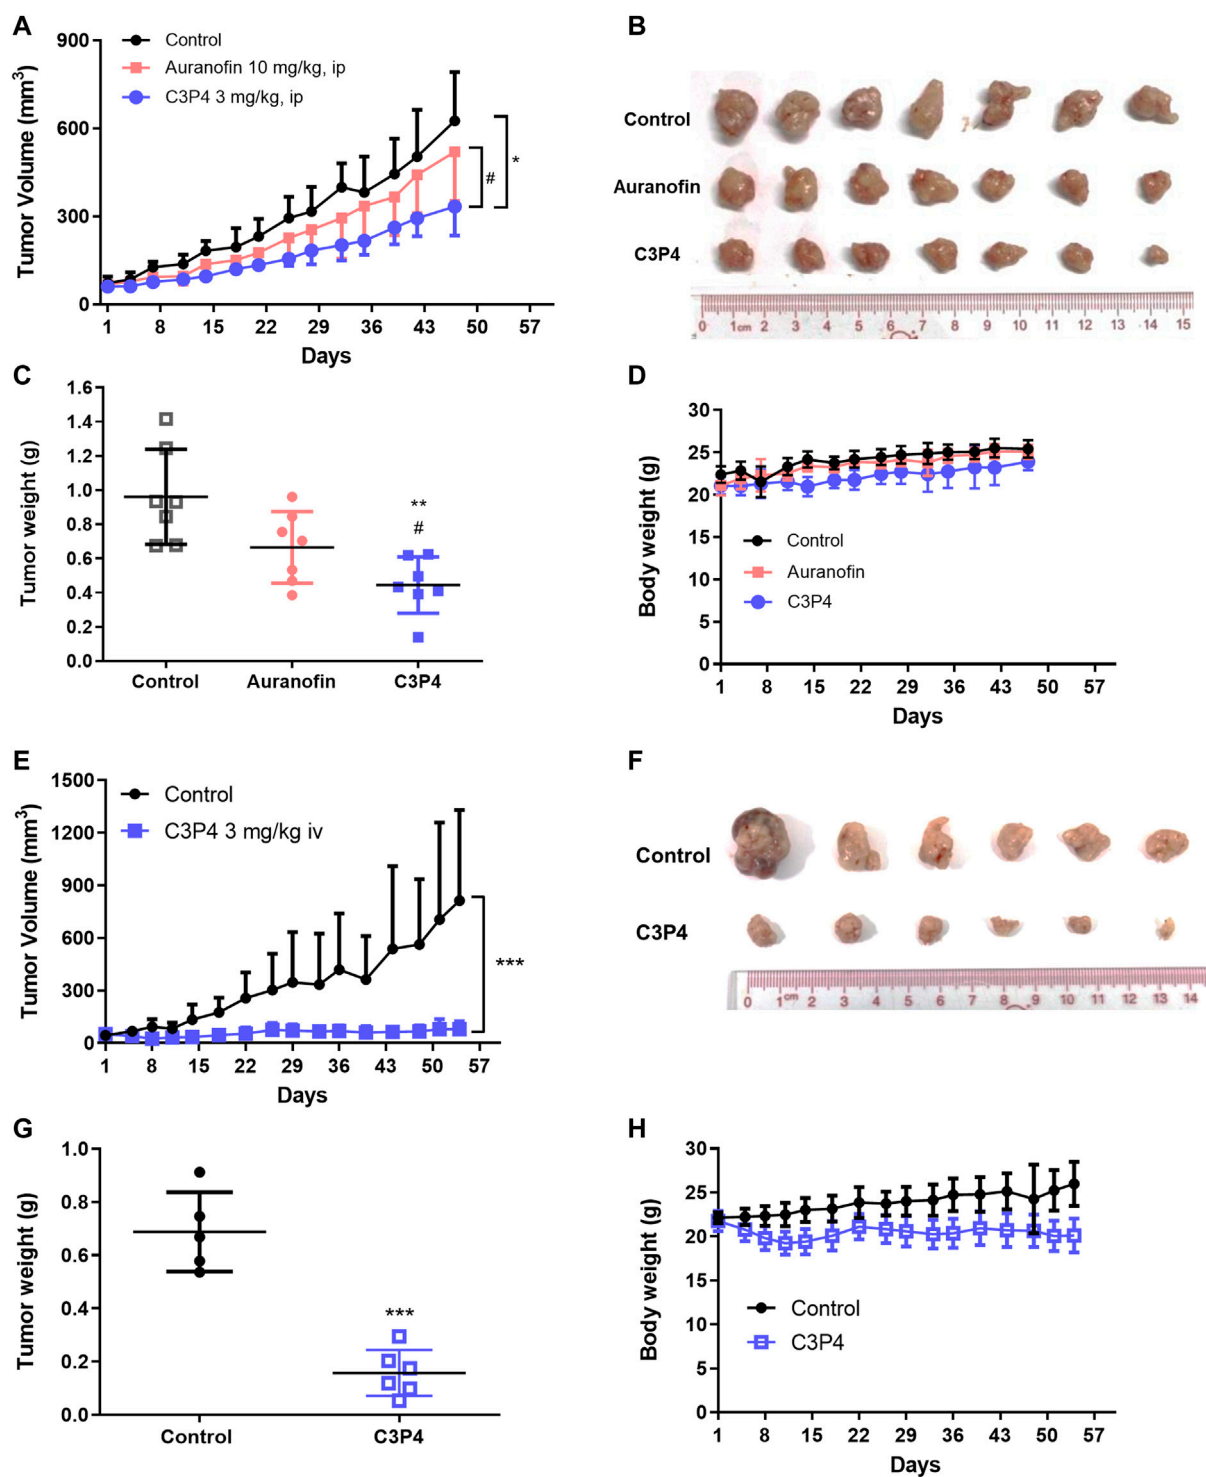 A
Tumor Volume (mm3)
900
600
300
0
Control
Auranofin 10 mg/kg, ip
C3P4 3 mg/kg, ip
#
*
1 8 15 22 29 36 43 50 57
Days
B
Control
Auranofin
C3P4
0 1cm 2 3 4 5 6 7 8 9 10 11 12 13 14 15
C
Tumor weight (g)
1.6
1.4
1.2
1.0
0.8
0.6
0.4
0.2
0.0
**
#
Control Auranofin C3P4
D
Body weight (g)
30
25
20
15
10
5
0
Control
Auranofin
C3P4
1 8 15 22 29 36 43 50 57
Days
E
Tumor Volume (mm3)
1500
1200
900
600
300
0
Control
C3P4 3 mg/kg iv
***
1 8 15 22 29 36 43 50 57
Days
F
Control
C3P4
0 1cm 2 3 4 5 6 7 8 9 10 11 12 13 14
G
Tumor weight (g)
1.0
0.8
0.6
0.4
0.2
0.0
***
Control C3P4
H
Body weight (g)
30
25
20
15
10
5
0
Control
C3P4
1 8 15 22 29 36 43 50 57
Days